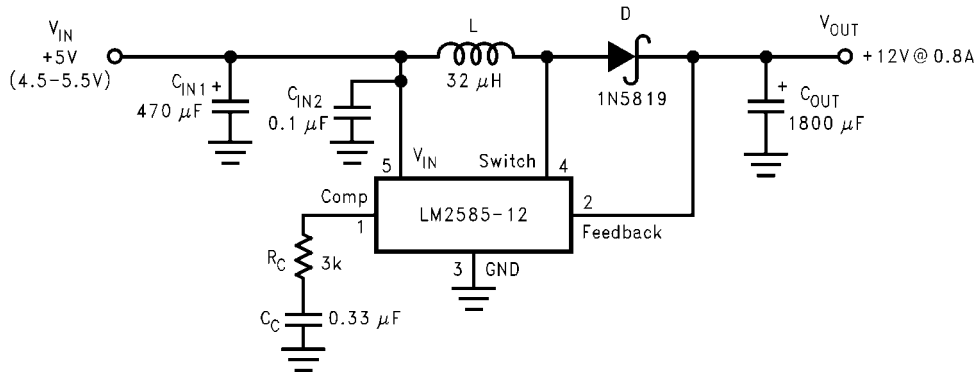 V_IN
+5V
(4.5-5.5V)
C_IN1 +
470 μF
C_IN2
0.1 μF
L
32 μH
D
1N5819
V_OUT
+12V@0.8A
+
C_OUT
1800 μF
5
V_IN
Switch
4
Comp
1
LM2585-12
2
Feedback
3
GND
R_C
3k
C_C
0.33 μF